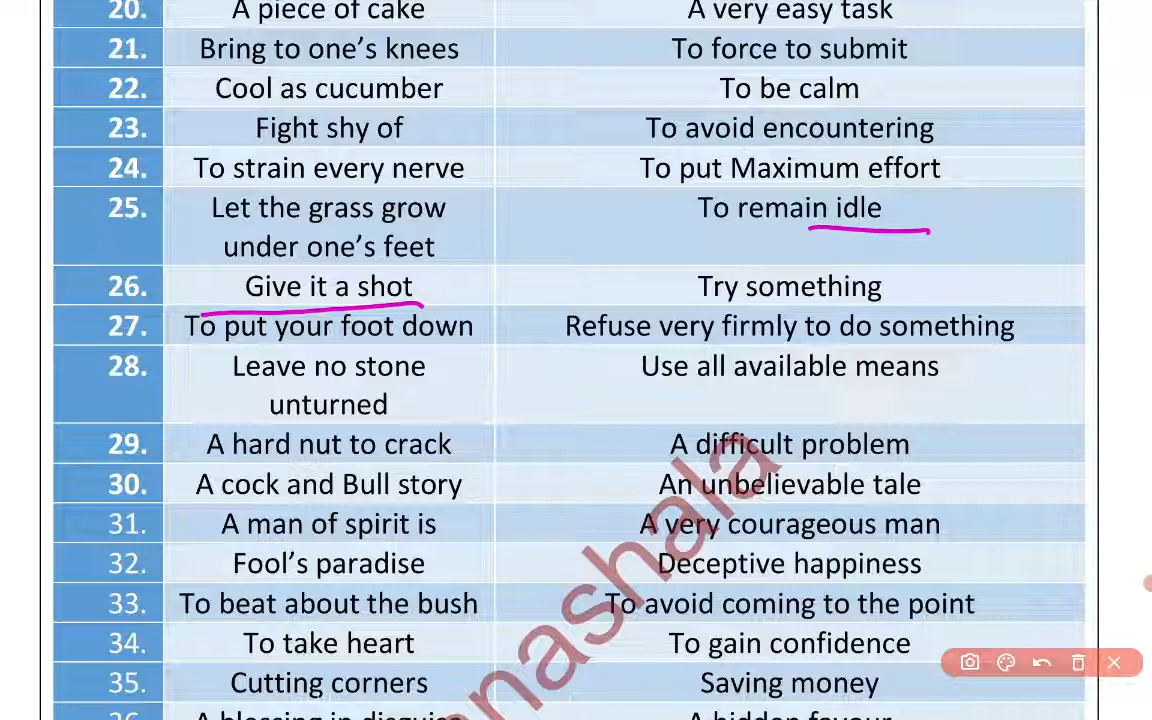 20. A piece of cake A very easy task
21. Bring to one's knees To force to submit
22. Cool as cucumber To be calm
23. Fight shy of To avoid encountering
24. To strain every nerve To put Maximum effort
25. Let the grass grow To remain idle
under one's feet
26. Give it a shot Try something
27. To put your foot down Refuse very firmly to do something
28. Leave no stone Use all available means
unturned
29. A hard nut to crack A difficult problem
30. A cock and Bull story An unbelievable tale
31. A man of spirit is A very courageous man
32. Fool's paradise Deceptive happiness
33. To beat about the bush To avoid coming to the point
34. To take heart To gain confidence
35. Cutting corners Saving money
A blessing in disguise A hidden favour